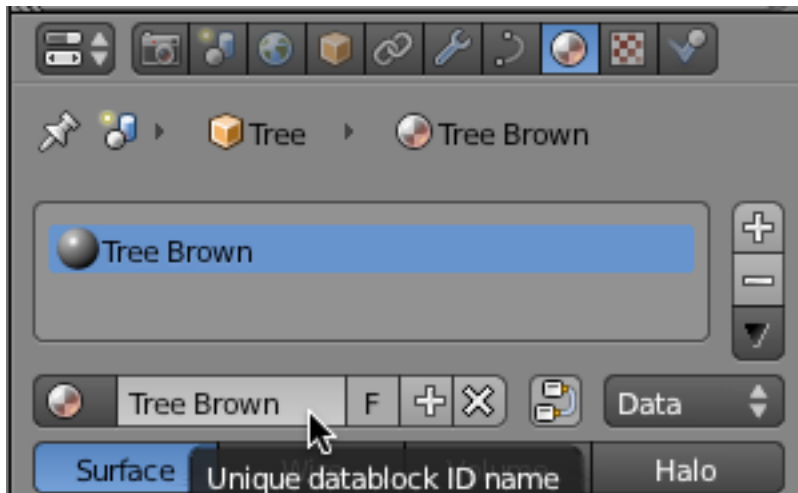 Tree Tree Brown
Tree Brown
Tree Brown F Data
Surface Halo
Unique datablock ID name